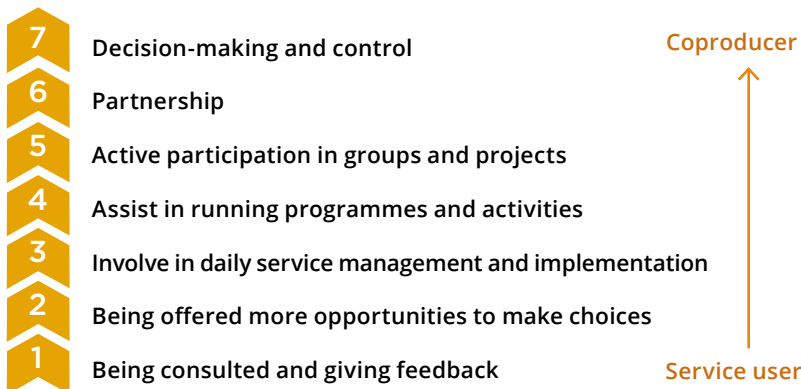 7 Decision-making and control Coproducer
6 Partnership
5 Active participation in groups and projects
4 Assist in running programmes and activities
3 Involve in daily service management and implementation
2 Being offered more opportunities to make choices
1 Being consulted and giving feedback Service user